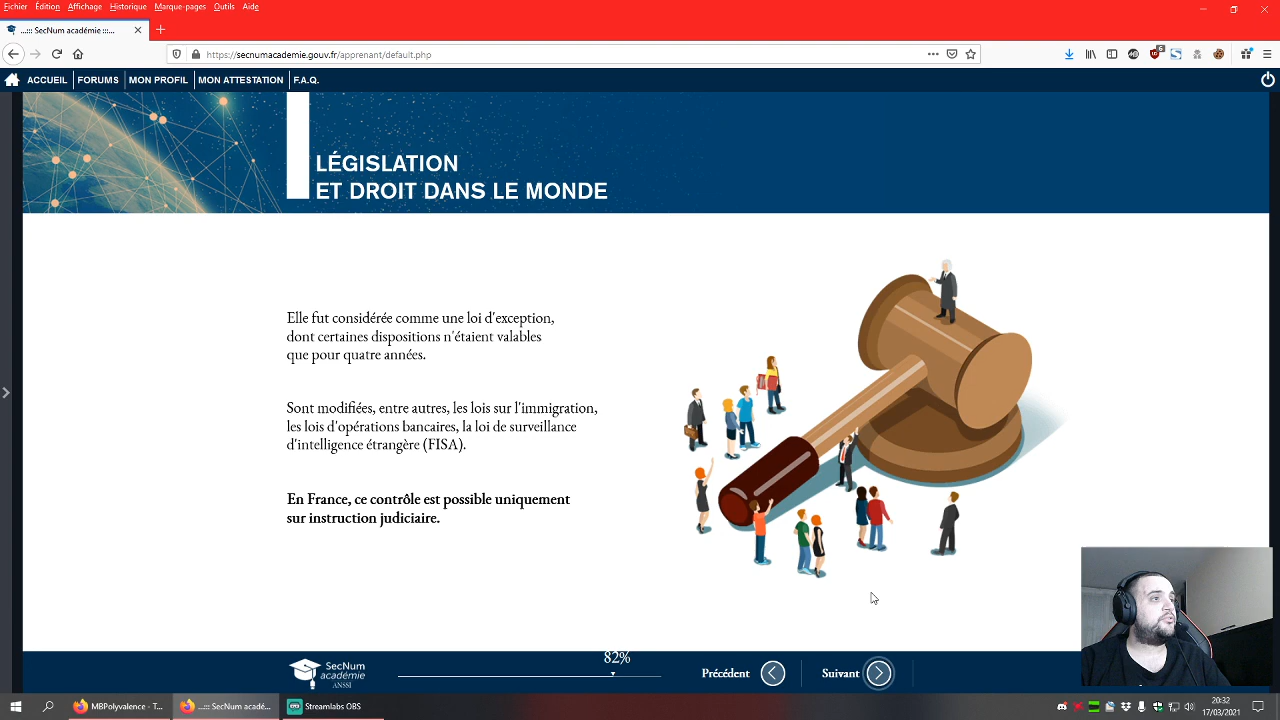 Fichier Édition Affichage Historique Marque-pages Outils Aide
...:: SecNum académie :::...
https://secnumacademie.gouv.fr/apprenant/default.php
6
ACCUEIL FORUMS MON PROFIL MON ATTESTATION F.A.Q.
LÉGISLATION
ET DROIT DANS LE MONDE
Elle fut considérée comme une loi d'exception,
dont certaines dispositions n'étaient valables
que pour quatre années.
Sont modifiées, entre autres, les lois sur l'immigration,
les lois d'opérations bancaires, la loi de surveillance
d'intelligence étrangère (FISA).
En France, ce contrôle est possible uniquement
sur instruction judiciaire.
SecNum
académie
ANSSI
82%
Précédent
Suivant
MBPolyvalence - T...
...:: SecNum acadé...
Streamlabs OBS
20:32
17/03/2021